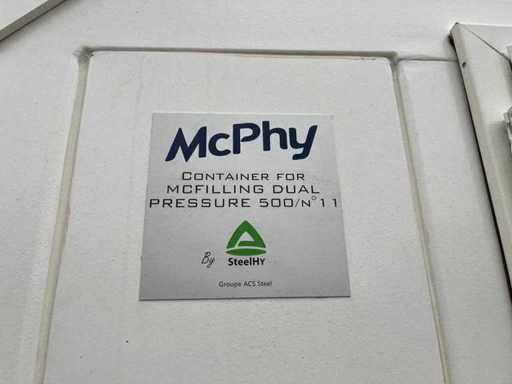 McPhy
CONTAINER FOR
MCFILLING DUAL
PRESSURE 500/N°11
By
SteelHy
Groupe ACS Steel